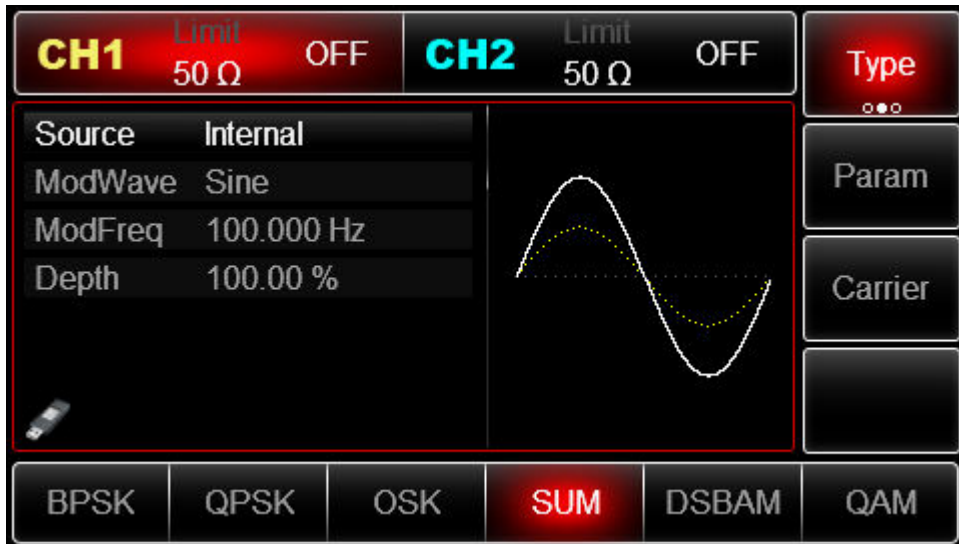 CH1 Limit 50 Ω OFF CH2 Limit 50 Ω OFF Type
Source Internal
ModWave Sine
ModFreq 100.000 Hz
Depth 100.00 %
Param
Carrier
BPSK QPSK OSK SUM DSBAM QAM